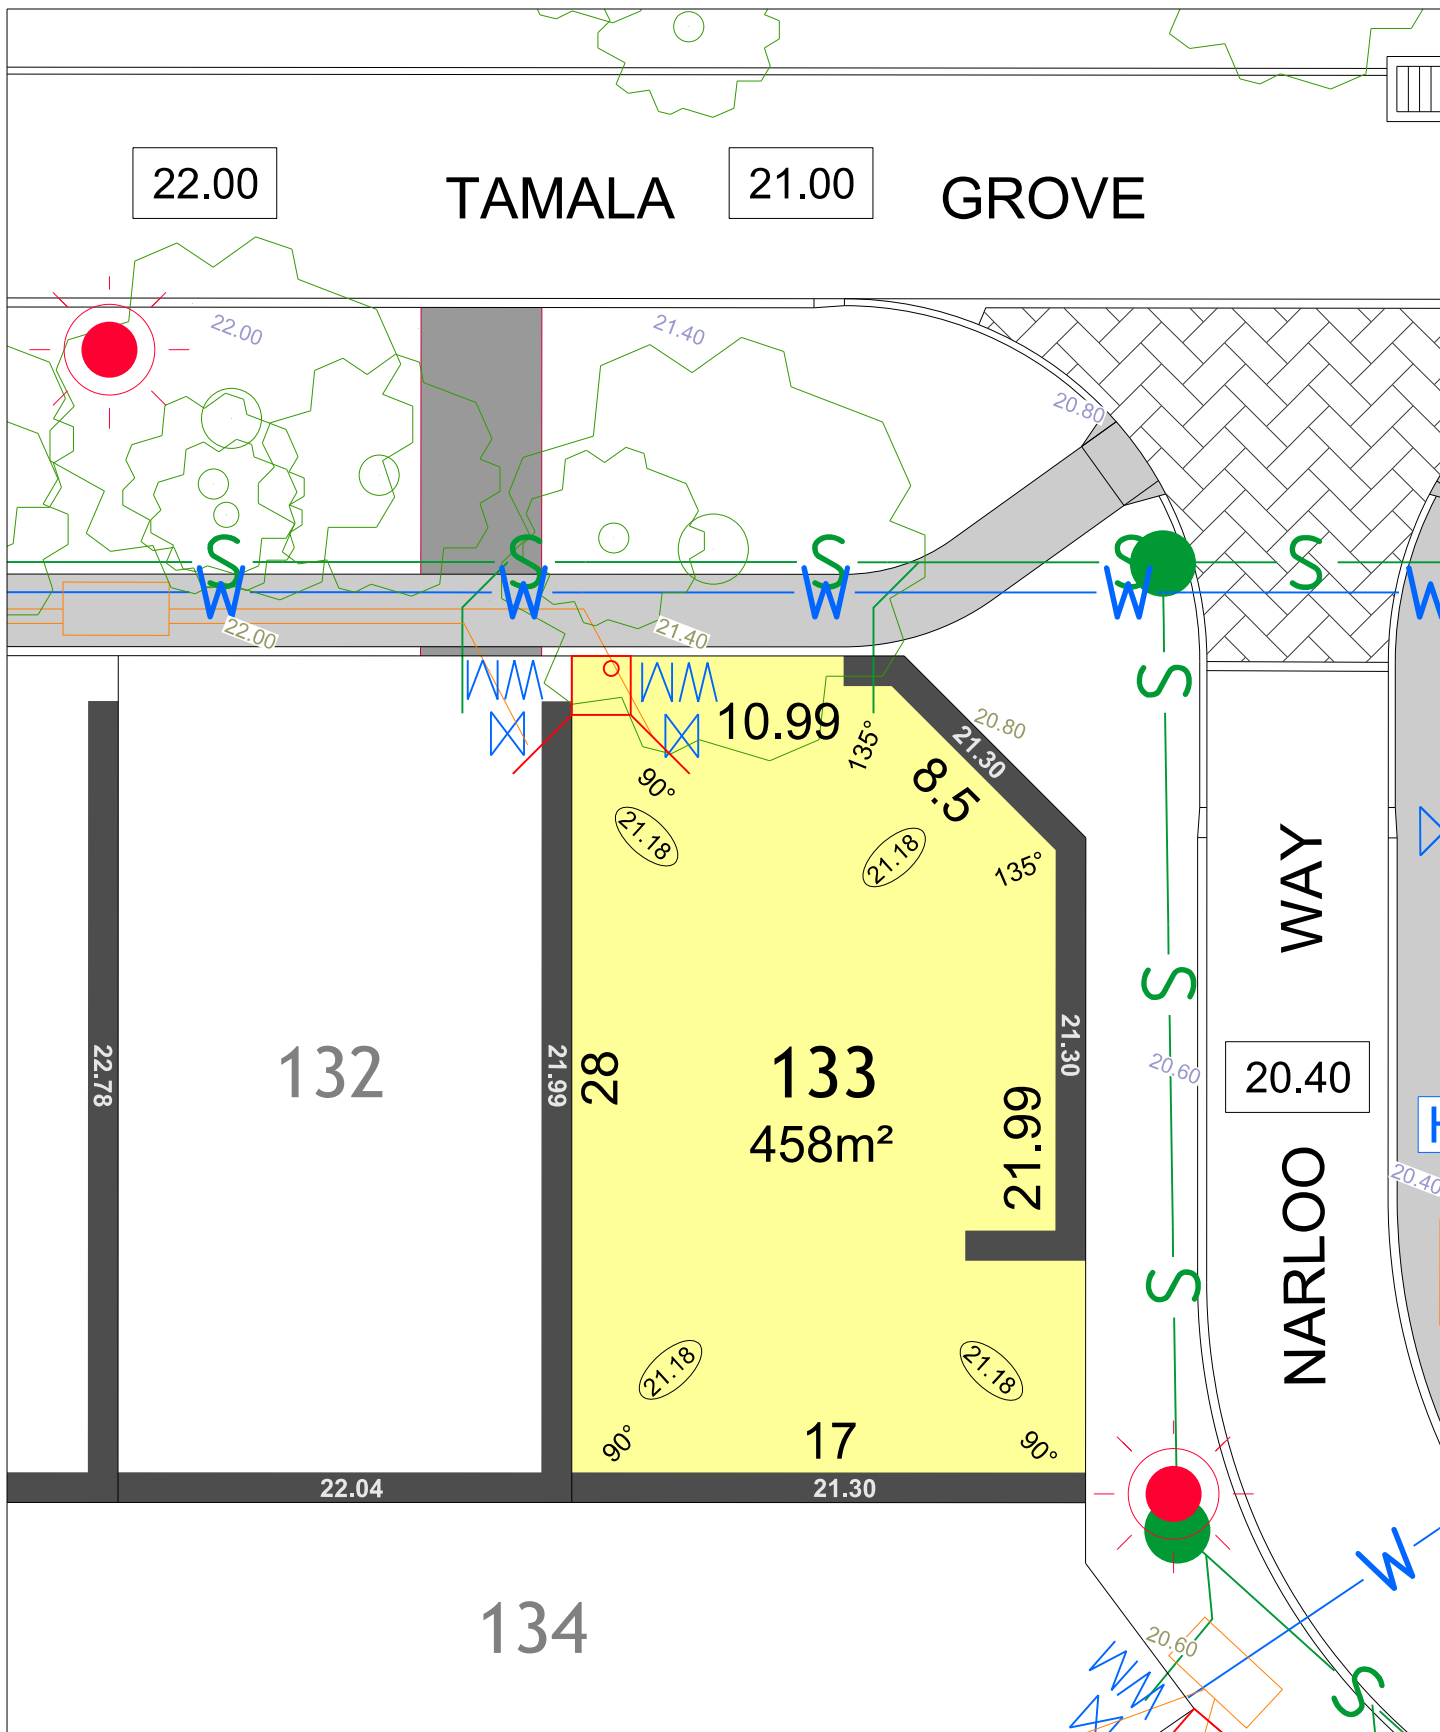 22.00
TAMALA
21.00
GROVE
22.00
21.40
20.80
S
S
S
S
S
W
W
W
W
W
22.00
21.40
S
10.99
135°
8.5
20.80
21.30
90°
21.18
21.18
135°
WAY
S
22.78
132
21.99
28
133
458m²
21.99
21.30
20.60
20.40
H
20.40
NARLOO
S
21.18
21.18
90°
17
90°
22.04
21.30
134
W
20.60
S